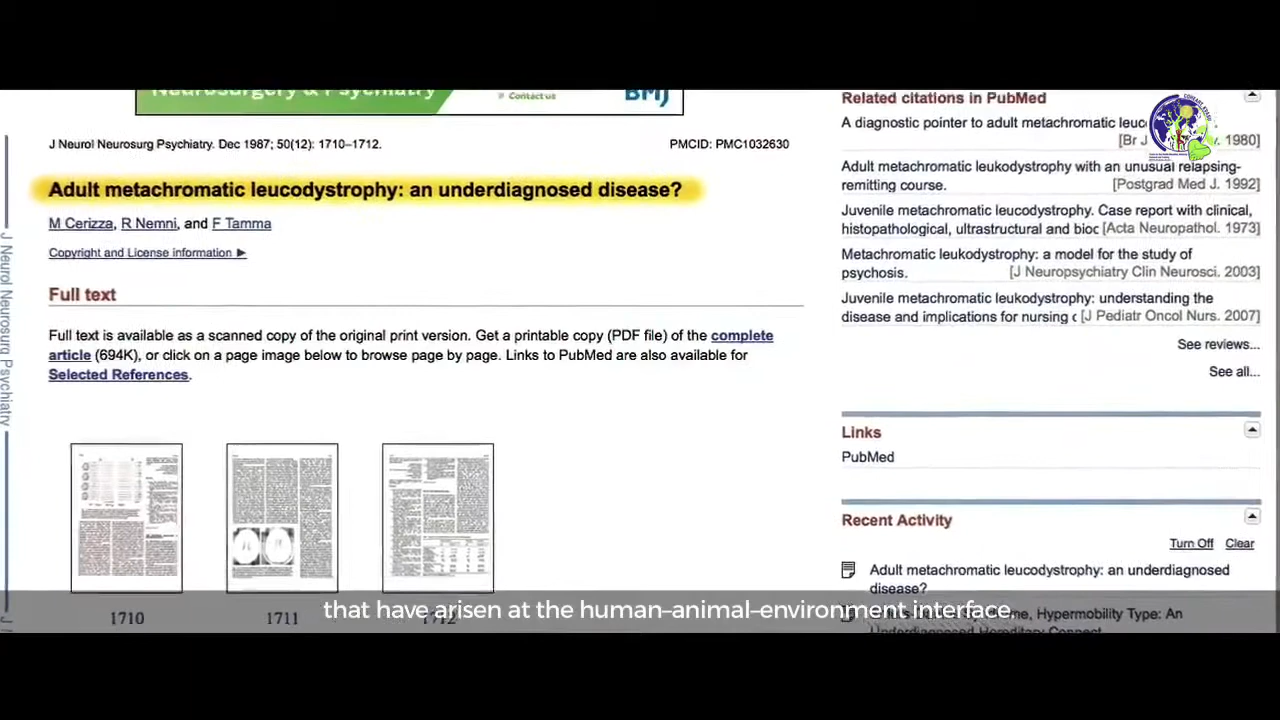 Neurosurgery & Psychiatry
Contact us
BMJ
J Neurol Neurosurg Psychiatry. Dec 1987; 50(12): 1710–1712.
PMCID: PMC1032630
Adult metachromatic leucodystrophy: an underdiagnosed disease?
M Cerizza, R Nemni, and F Tamma
Copyright and License information ►
Full text
Full text is available as a scanned copy of the original print version. Get a printable copy (PDF file) of the complete
article (694K), or click on a page image below to browse page by page. Links to PubMed are also available for
Selected References.
1710
1711
1712
J Neurol Neurosurg Psychiatry
Related citations in PubMed
A diagnostic pointer to adult metachromatic
[Br J 1980]
Adult metachromatic leukodystrophy with an unusual relapsing-
remitting course. [Postgrad Med J. 1992]
Juvenile metachromatic leucodystrophy. Case report with clinical,
histopathological, ultrastructural and bioc [Acta Neuropathol. 1973]
Metachromatic leukodystrophy: a model for the study of
psychosis. [J Neuropsychiatry Clin Neurosci. 2003]
Juvenile metachromatic leukodystrophy: understanding the
disease and implications for nursing c [J Pediatr Oncol Nurs. 2007]
See reviews...
See all...
Links
PubMed
Recent Activity
Turn Off Clear
Adult metachromatic leucodystrophy: an underdiagnosed
disease?
Hypermobility Type: An
Underdiagnosed Hereditary Connect
that have arisen at the human–animal–environment interface,